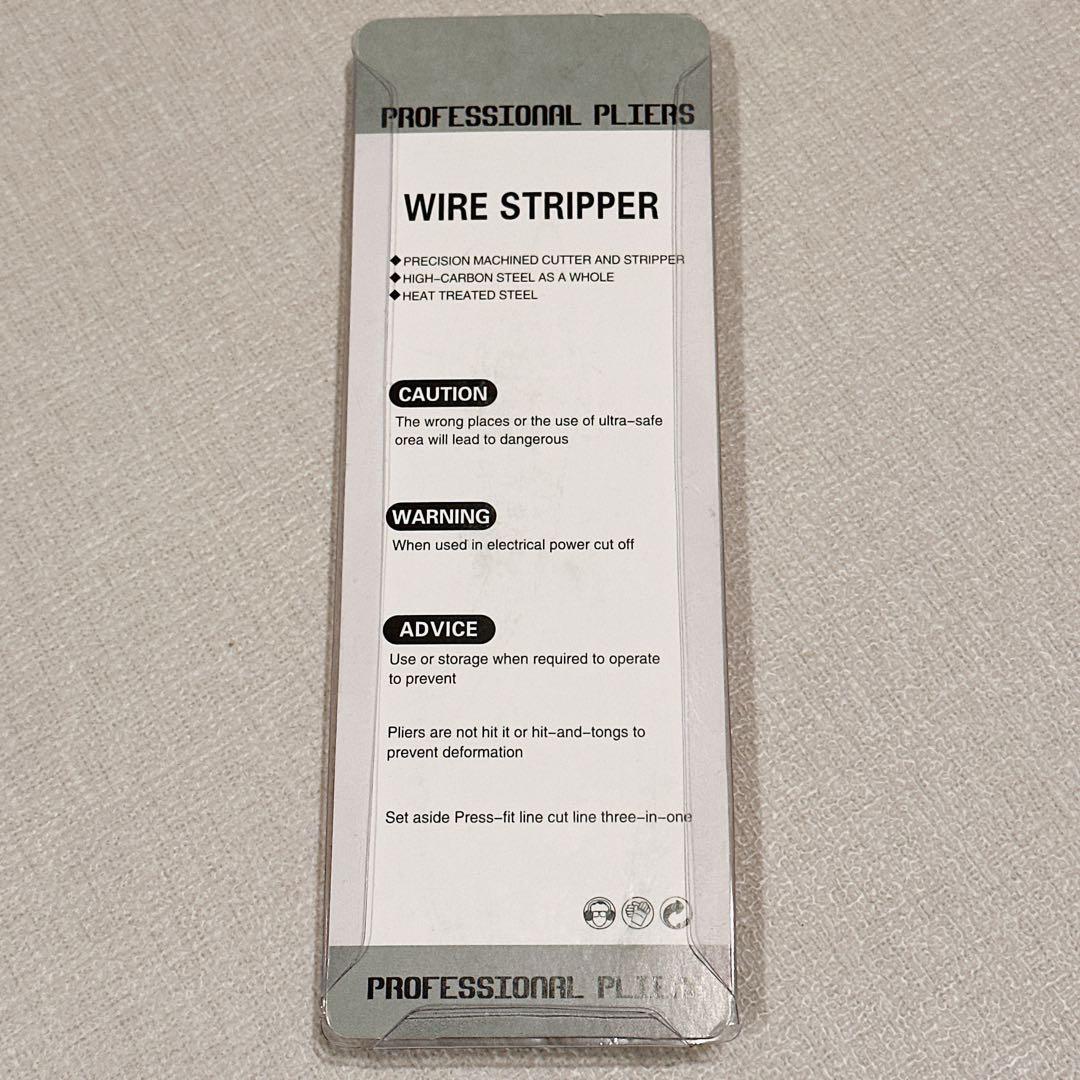 PROFESSIONAL PLIERS
WIRE STRIPPER
◆PRECISION MACHINED CUTTER AND STRIPPER
◆HIGH-CARBON STEEL AS A WHOLE
◆HEAT TREATED STEEL
CAUTION
The wrong places or the use of ultra-safe
orea will lead to dangerous
WARNING
When used in electrical power cut off
ADVICE
Use or storage when required to operate
to prevent
Pliers are not hit it or hit-and-tongs to
prevent deformation
Set aside Press-fit line cut line three-in-one
PROFESSIONAL PLIERS